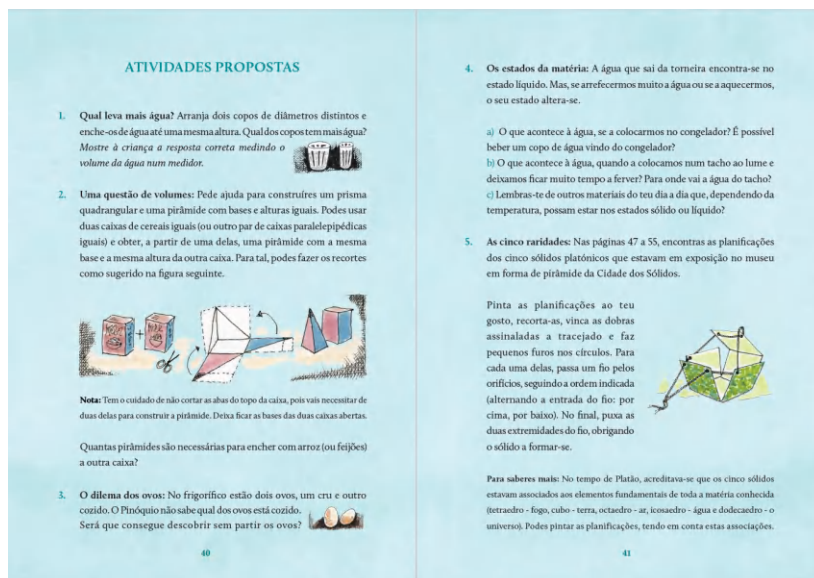 ATIVIDADES PROPOSTAS
1. Qual leva mais água? Arranja dois copos de diâmetros distintos e
enche-os de água até uma mesma altura. Qual dos copos tem mais água?
Mostre à criança a resposta correta medindo o
volume da água num medidor.
2. Uma questão de volumes: Pede ajuda para construíres um prisma
quadrangular e uma pirâmide com bases e alturas iguais. Podes usar
duas caixas de cereais iguais (ou outro par de caixas paralelepipédicas
iguais) e obter, a partir de uma delas, uma pirâmide com a mesma
base e a mesma altura da outra caixa. Para tal, podes fazer os recortes
como sugerido na figura seguinte.
Nota: Tem o cuidado de não cortar as abas do topo da caixa, pois vais necessitar de
duas delas para construir a pirâmide. Deixa ficar as bases das duas caixas abertas.
Quantas pirâmides são necessárias para encher com arroz (ou feijões)
a outra caixa?
3. O dilema dos ovos: No frigorífico estão dois ovos, um cru e outro
cozido. O Pinóquio não sabe qual dos ovos está cozido.
Será que consegue descobrir sem partir os ovos?
40
4. Os estados da matéria: A água que sai da torneira encontra-se no
estado líquido. Mas, se arrefecermos muito a água ou se a aquecermos,
o seu estado altera-se.
a) O que acontece à água, se a colocarmos no congelador? É possível
beber um copo de água vindo do congelador?
b) O que acontece à água, quando a colocamos num tacho ao lume e
deixamos ficar muito tempo a ferver? Para onde vai a água do tacho?
c) Lembras-te de outros materiais do teu dia a dia que, dependendo da
temperatura, possam estar nos estados sólido ou líquido?
5. As cinco raridades: Nas páginas 47 a 55, encontras as planificações
dos cinco sólidos platónicos que estavam em exposição no museu
em forma de pirâmide da Cidade dos Sólidos.
Pinta as planificações ao teu
gosto, recorta-as, vinca as dobras
assinaladas a tracejado e faz
pequenos furos nos círculos. Para
cada uma delas, passa um fio pelos
orifícios, seguindo a ordem indicada
(alternando a entrada do fio: por
cima, por baixo). No final, puxa as
duas extremidades do fio, obrigando
o sólido a formar-se.
Para saberes mais: No tempo de Platão, acreditava-se que os cinco sólidos
estavam associados aos elementos fundamentais de toda a matéria conhecida
(tetraedro - fogo, cubo - terra, octaedro - ar, icosaedro - água e dodecaedro - o
universo). Podes pintar as planificações, tendo em conta estas associações.
41